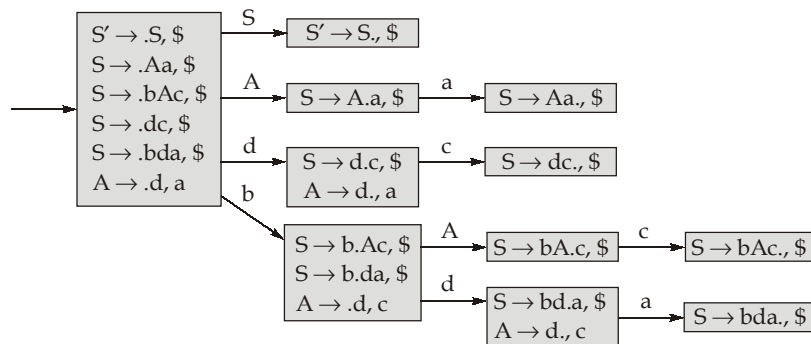 S′ → .S, $
S → .Aa, $
S → .bAc, $
S → .dc, $
S → .bda, $
A → .d, a
S
S′ → S., $
A
S → A.a, $
a
S → Aa., $
d
S → d.c, $
A → d., a
c
S → dc., $
b
S → b.Ac, $
S → b.da, $
A → .d, c
A
S → bA.c, $
c
S → bAc., $
d
S → bd.a, $
A → d., c
a
S → bda., $